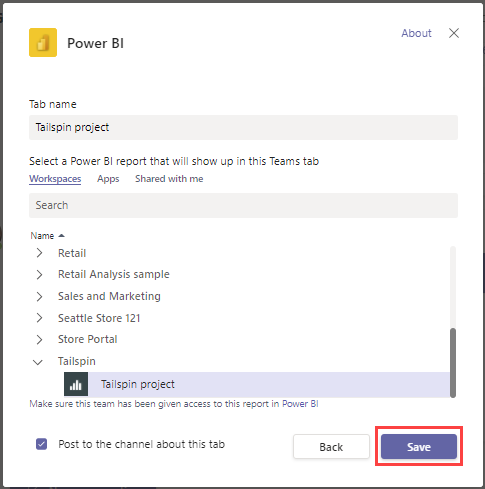 About
Power BI
Tab name
Tailspin project
Select a Power BI report that will show up in this Teams tab
Workspaces Apps Shared with me
Search
Name
Retail
Retail Analysis sample
Sales and Marketing
Seattle Store 121
Store Portal
Tailspin
Tailspin project
Make sure this team has been given access to this report in Power BI
Post to the channel about this tab
Back Save